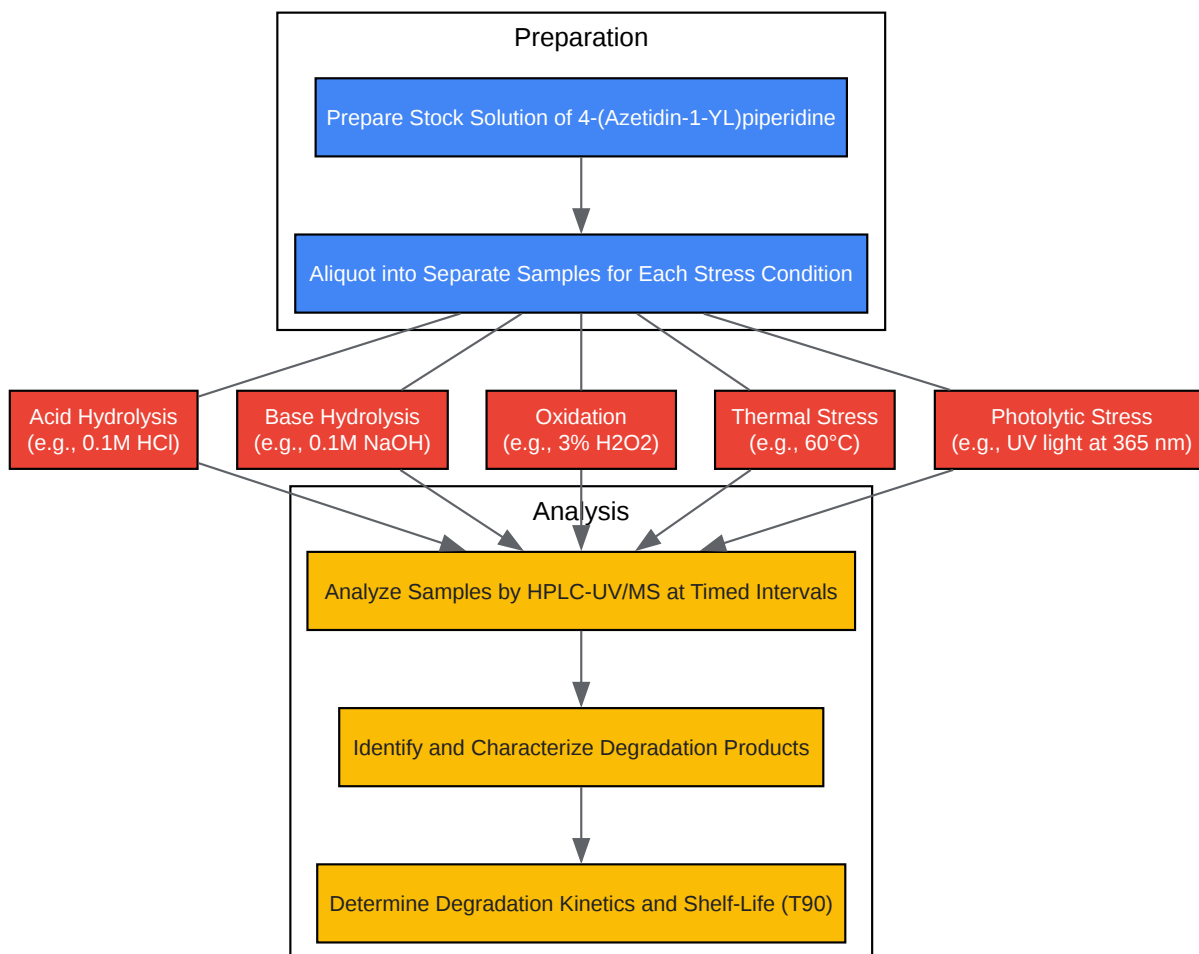 Preparation
Prepare Stock Solution of 4-(Azetidin-1-YL)piperidine
Aliquot into Separate Samples for Each Stress Condition
Acid Hydrolysis
(e.g., 0.1M HCl)
Base Hydrolysis
(e.g., 0.1M NaOH)
Oxidation
(e.g., 3% H2O2)
Thermal Stress
(e.g., 60°C)
Photolytic Stress
(e.g., UV light at 365 nm)
Analysis
Analyze Samples by HPLC-UV/MS at Timed Intervals
Identify and Characterize Degradation Products
Determine Degradation Kinetics and Shelf-Life (T90)